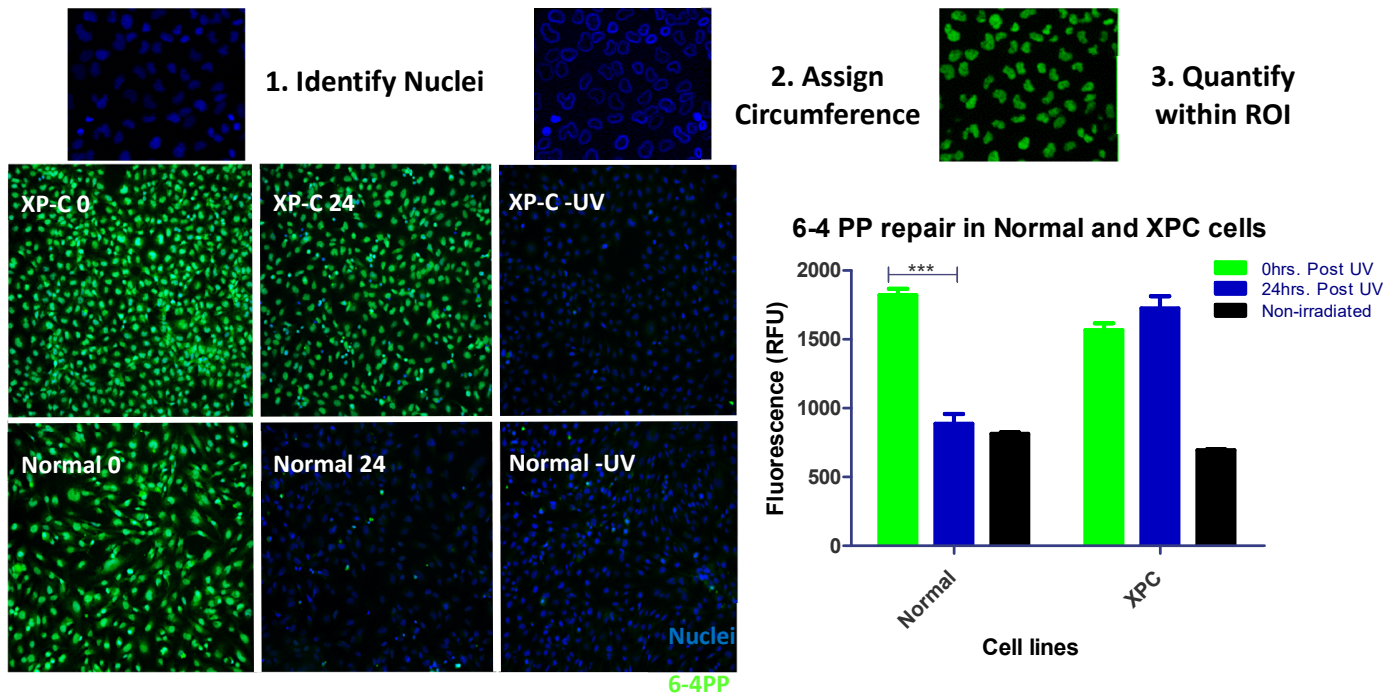 1. Identify Nuclei
2. Assign
Circumference
3. Quantify
within ROI
XP-C 0
XP-C 24
XP-C -UV
Normal 0
Normal 24
Normal -UV
Nuclei
6-4PP
6-4 PP repair in Normal and XPC cells
0hrs. Post UV
24hrs. Post UV
Non-irradiated
***
2000
1500
1000
500
0
Fluorescence (RFU)
Normal
XPC
Cell lines